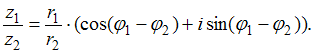 z₁/z₂ = r₁/r₂ · (cos(φ₁ − φ₂) + i sin(φ₁ − φ₂)).